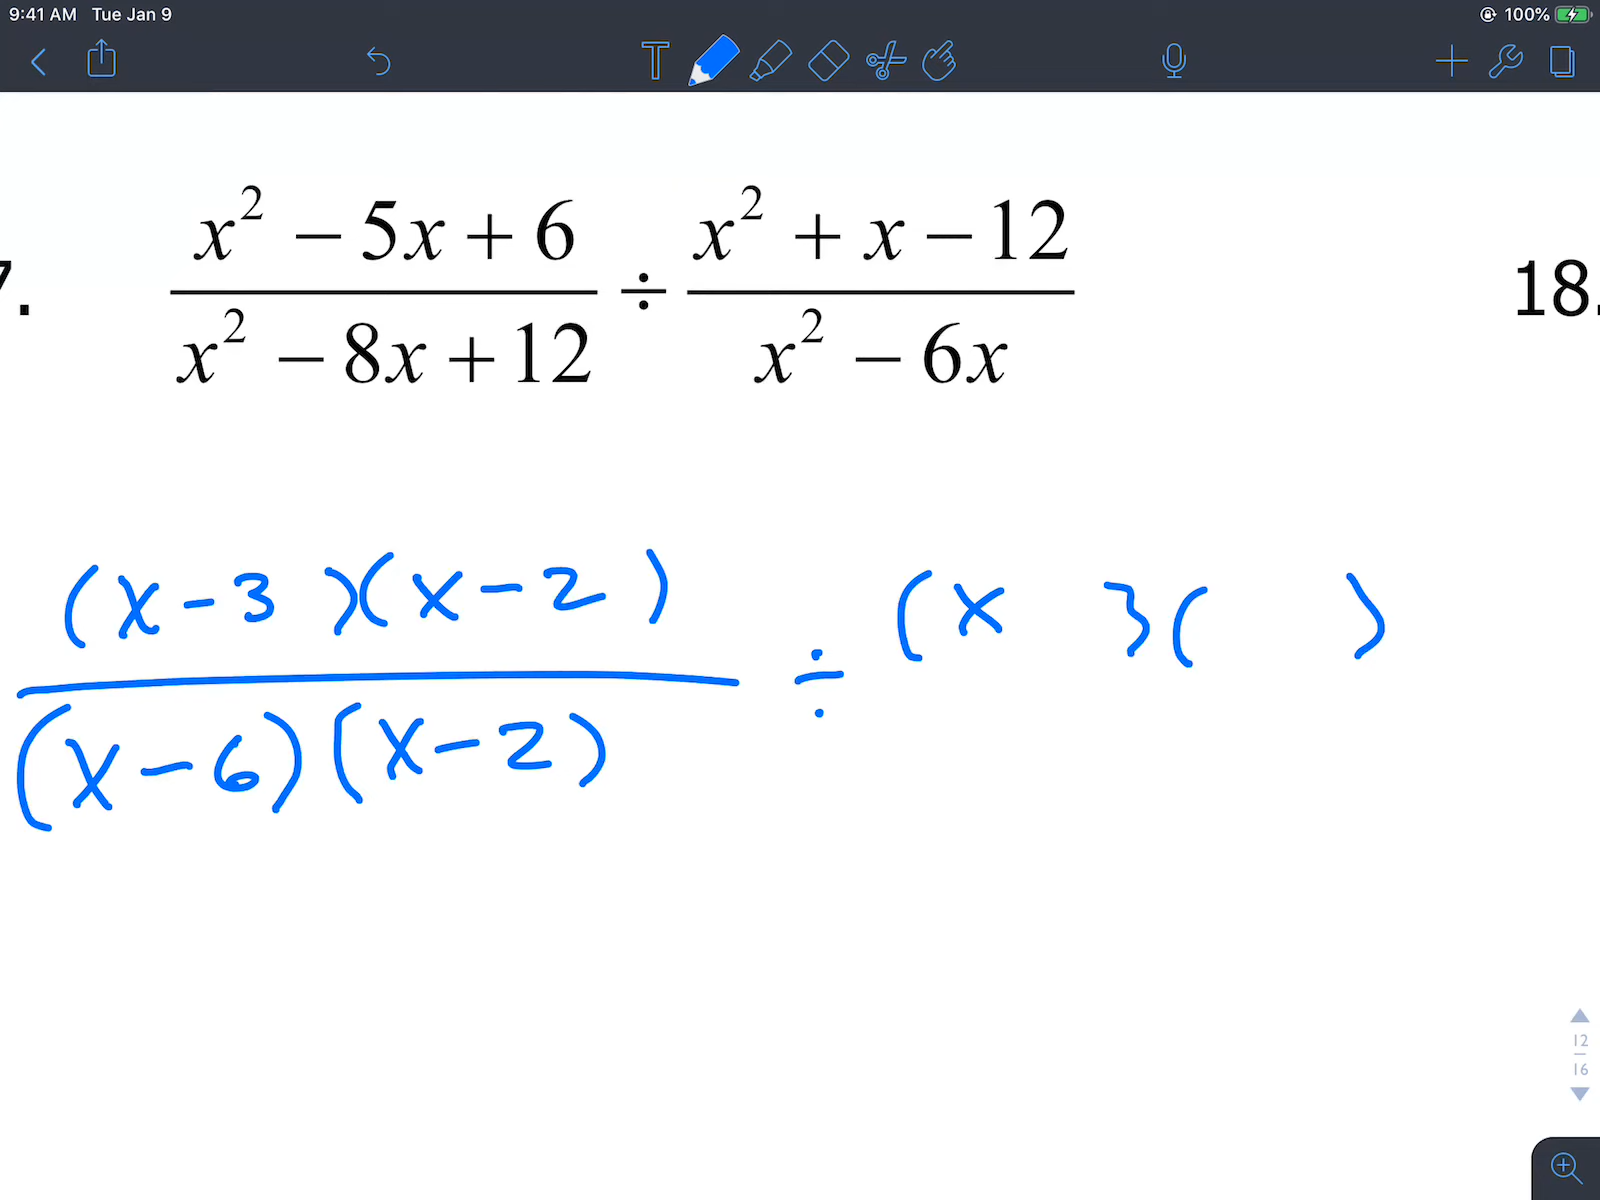 9:41 AM Tue Jan 9 100%
7. x² − 5x + 6 / x² − 8x + 12 ÷ x² + x − 12 / x² − 6x 18.
(x − 3)(x − 2) / (x − 6)(x − 2) ÷ (x )( )
12
16